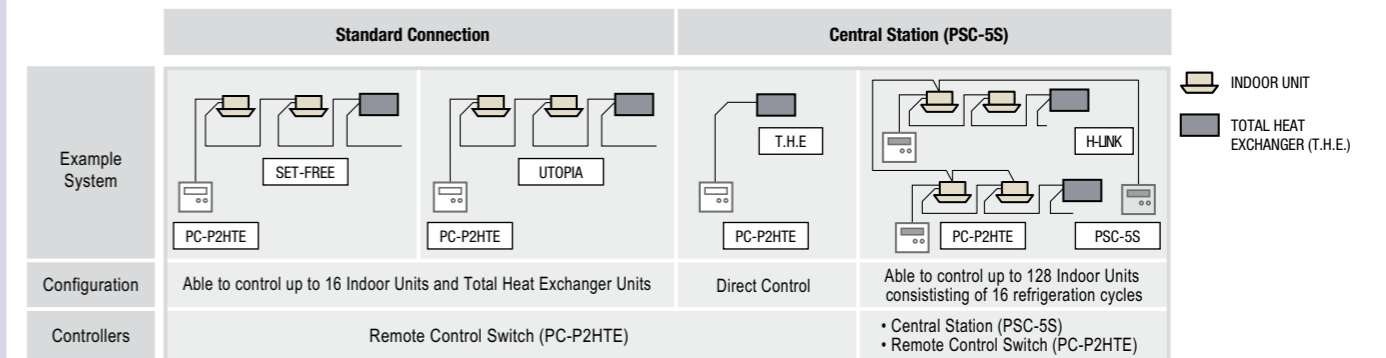 Standard Connection
Central Station (PSC-5S)
Example
System
SET-FREE
PC-P2HTE
UTOPIA
PC-P2HTE
T.H.E
PC-P2HTE
H-LINK
PC-P2HTE
PSC-5S
INDOOR UNIT
TOTAL HEAT
EXCHANGER (T.H.E.)
Configuration
Able to control up to 16 Indoor Units and Total Heat Exchanger Units
Direct Control
Able to control up to 128 Indoor Units
consististing of 16 refrigeration cycles
Controllers
Remote Control Switch (PC-P2HTE)
• Central Station (PSC-5S)
• Remote Control Switch (PC-P2HTE)